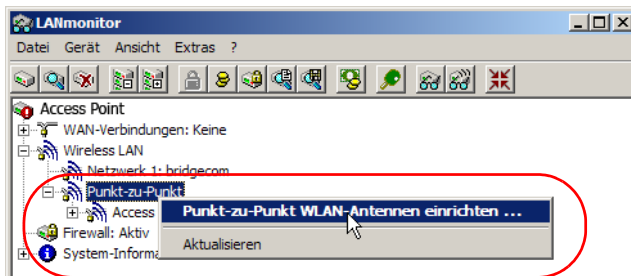 LANmonitor
Datei Gerät Ansicht Extras ?
Access Point
WAN-Verbindungen: Keine
Wireless LAN
Netzwerk 1: bridgecom
Punkt-zu-Punkt
Access
Punkt-zu-Punkt WLAN-Antennen einrichten ...
Firewall: Aktiv
Aktualisieren
System-Informa